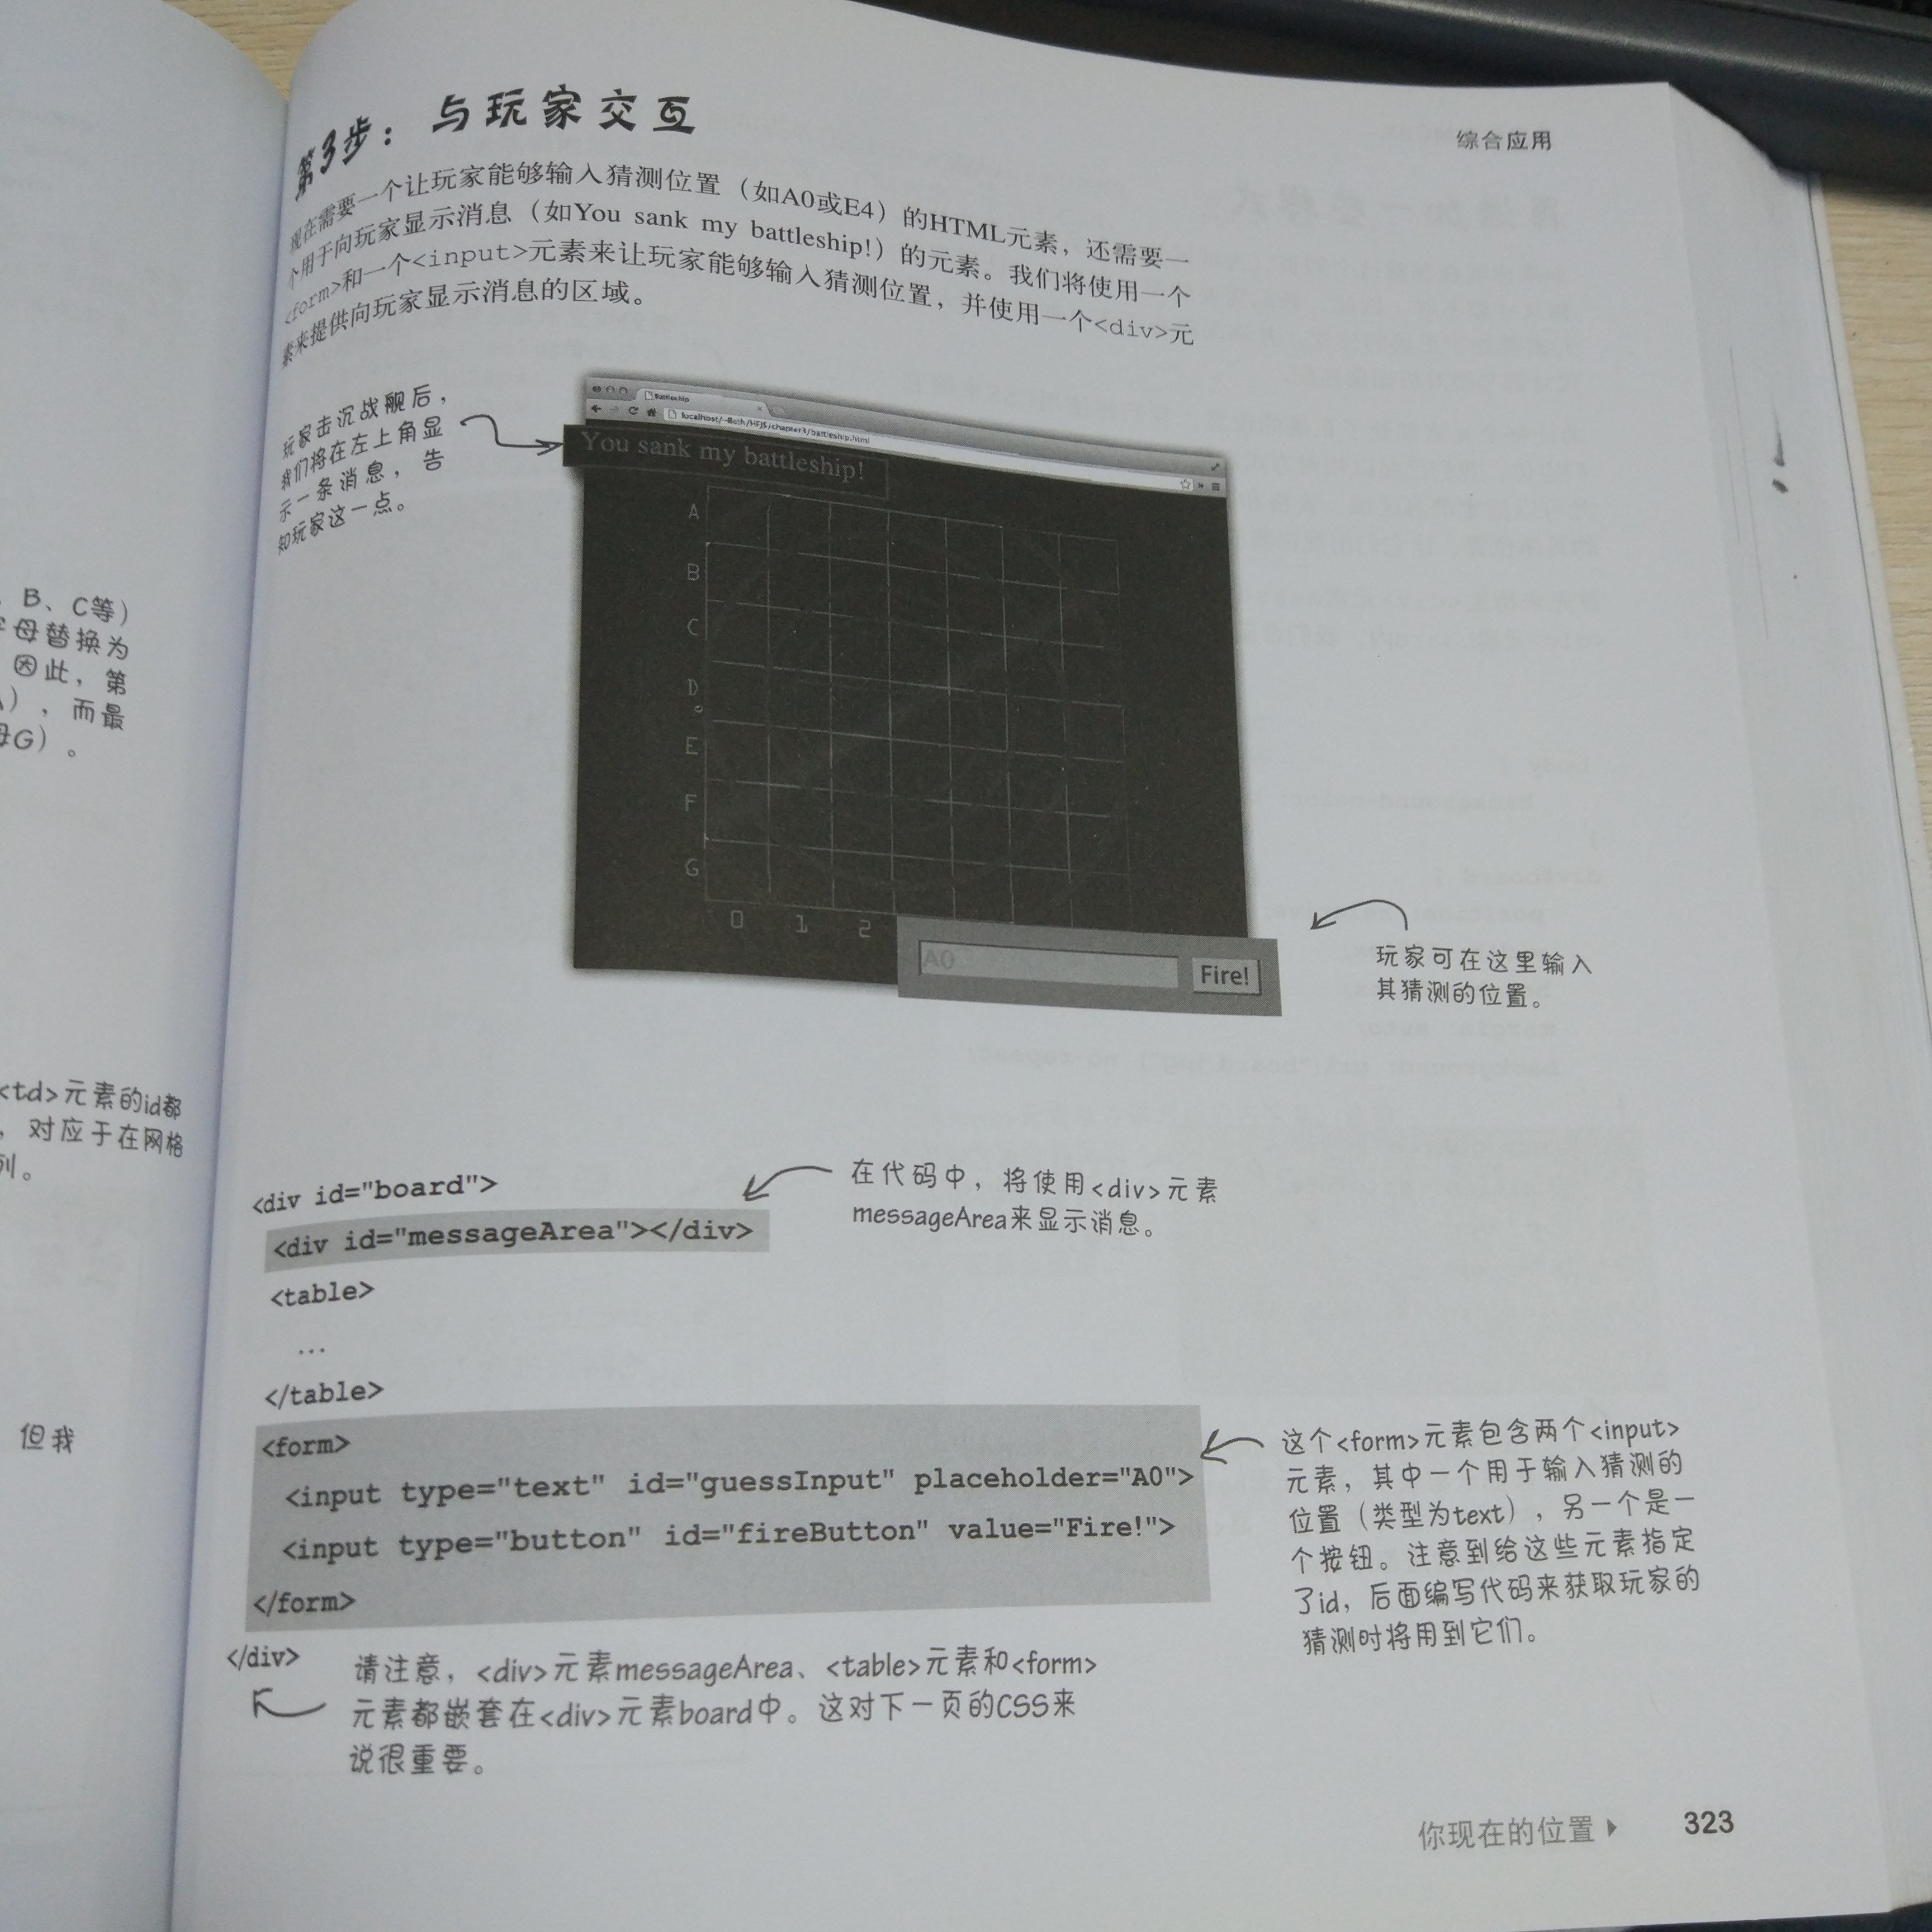 综合应用
第3步：与玩家交互
现在需要一个让玩家能够输入猜测位置（如A0或E4）的HTML元素，还需要一
个用于向玩家显示消息（如You sank my battleship!）的元素。我们将使用一个
<form>和一个<input>元素来让玩家能够输入猜测位置，并使用一个<div>元
素来提供向玩家显示消息的区域。
玩家击沉战舰后，
我们将在左上角显
示一条消息，告
知玩家这一点。
Battleship
localhost/~Beth/HFJS/chapter3/battleship.html
You sank my battleship!
A
B
C
D
E
F
G
0 1 2
A0 Fire!
玩家可在这里输入
其猜测的位置。
、B、C等）
字母替换为
因此，第
，而最
母G）。
<td>元素的id都
，对应于在网格
列。
但我
<div id="board">
<div id="messageArea"></div>
在代码中，将使用<div>元素
messageArea来显示消息。
<table>
...
</table>
<form>
<input type="text" id="guessInput" placeholder="A0">
<input type="button" id="fireButton" value="Fire!">
</form>
</div>
这个<form>元素包含两个<input>
元素，其中一个用于输入猜测的
位置（类型为text），另一个是一
个按钮。注意到给这些元素指定
了id，后面编写代码来获取玩家的
猜测时将用到它们。
请注意，<div>元素messageArea、<table>元素和<form>
元素都嵌套在<div>元素board中。这对下一页的CSS来
说很重要。
你现在的位置▶ 323